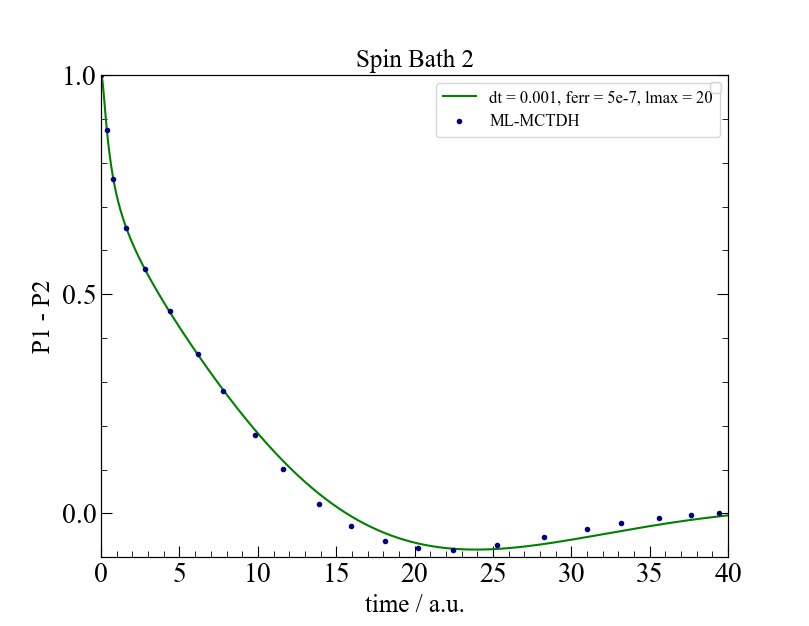 Spin Bath 2
dt = 0.001, ferr = 5e-7, lmax = 20
ML-MCTDH
1.0
0.5
0.0
P1 - P2
0 5 10 15 20 25 30 35 40
time / a.u.